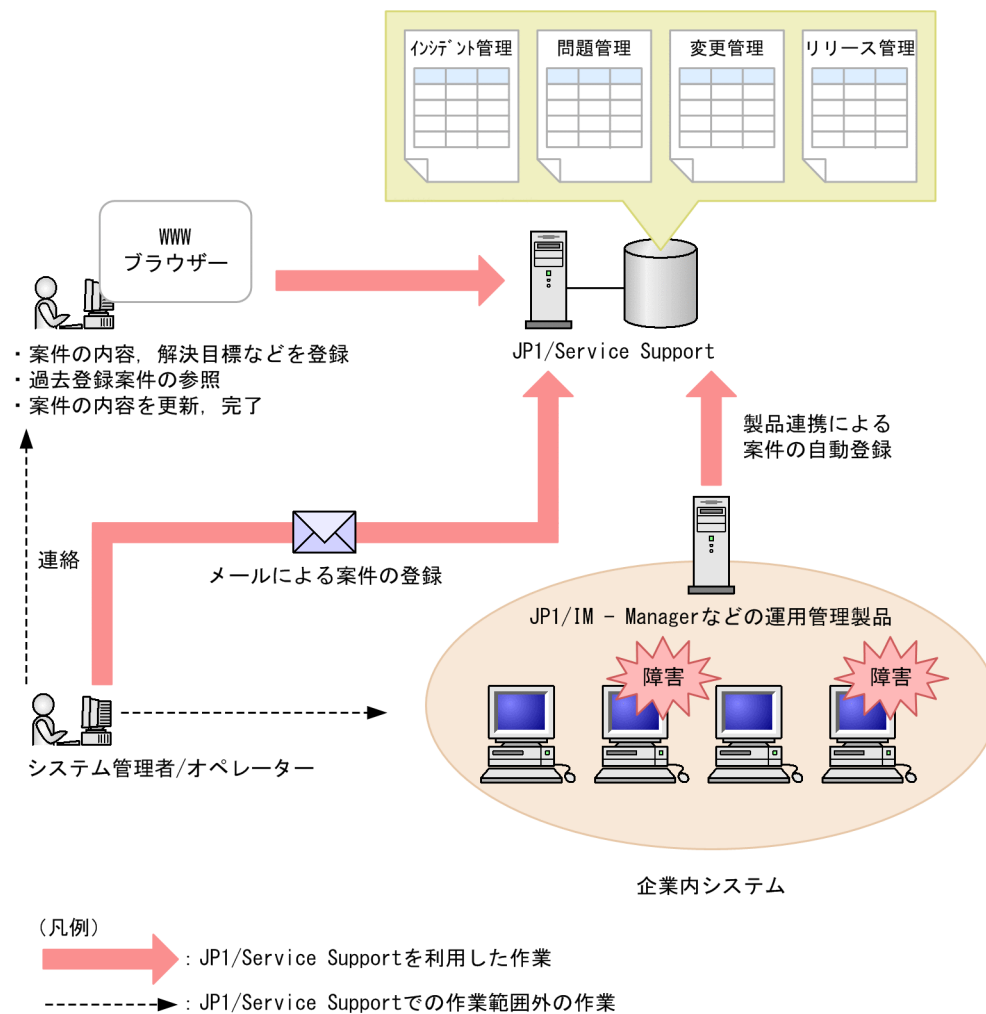 インシデント管理
問題管理
変更管理
リリース管理
WWW
ブラウザー
JP1/Service Support
・案件の内容，解決目標などを登録
・過去登録案件の参照
・案件の内容を更新，完了
製品連携による
案件の自動登録
連絡
メールによる案件の登録
JP1/IM － Managerなどの運用管理製品
障害
障害
システム管理者/オペレーター
企業内システム
（凡例）
：JP1/Service Supportを利用した作業
：JP1/Service Supportでの作業範囲外の作業